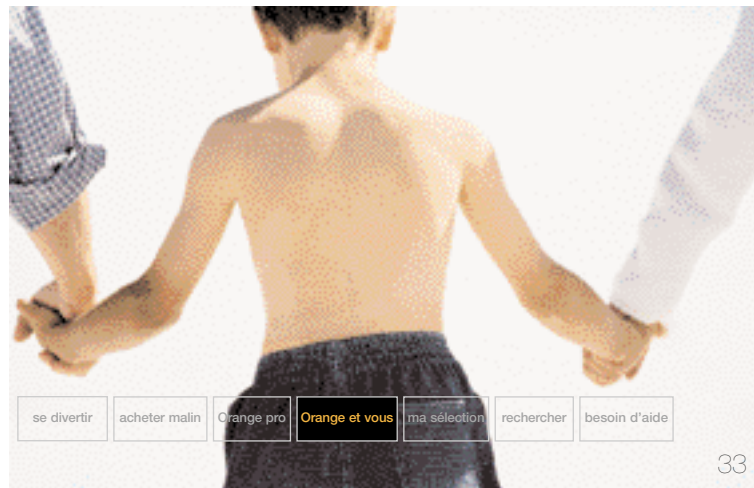 se divertir
acheter malin
Orange pro
Orange et vous
ma sélection
rechercher
besoin d'aide
33